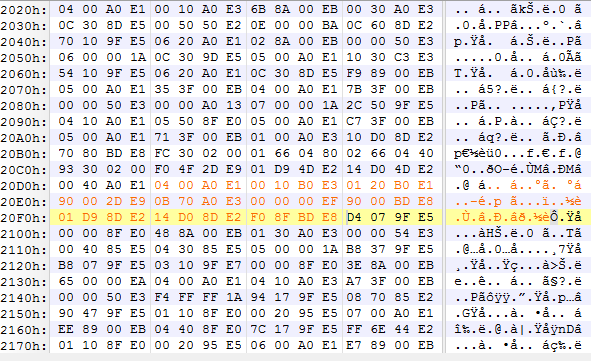 2020h: 04 00 A0 E1 00 10 A0 E3 6B 8A 00 EB 00 30 A0 E3 ..á.. ãkŠ.ë.0 ã
2030h: 0C 30 8D E5 00 50 50 E2 0E 00 00 BA 0C 60 8D E2 .0.å.PPâ...º.`.â
2040h: 70 10 9F E5 06 20 A0 E1 02 8A 00 EB 00 00 50 E3 p.Ÿå. á.Š.ë..Pã
2050h: 06 00 00 1A 0C 30 9D E5 05 00 A0 E1 10 30 C3 E3 .....0.å.. á.0Ãã
2060h: 54 10 9F E5 06 20 A0 E1 0C 30 8D E5 F9 89 00 EB T.Ÿå. á.0.åù‰.ë
2070h: 05 00 A0 E1 35 3F 00 EB 04 00 A0 E1 7B 3F 00 EB .. á5?.ë.. á{?.ë
2080h: 00 00 50 E3 00 00 A0 13 07 00 00 1A 2C 50 9F E5 ..Pã.. .....,PŸå
2090h: 04 10 A0 E1 05 50 8F E0 05 00 A0 E1 C7 3F 00 EB .. á.P.à.. áÇ?.ë
20A0h: 05 00 A0 E1 71 3F 00 EB 01 00 A0 E3 10 D0 8D E2 .. áq?.ë.. ã.Ð.â
20B0h: 70 80 BD E8 FC 30 02 00 01 66 04 80 02 66 04 40 p€½èü0...f.€.f.@
20C0h: 93 30 02 00 F0 4F 2D E9 01 D9 4D E2 14 D0 4D E2 “0..ðO-é.ÙMâ.ÐMâ
20D0h: 00 40 A0 E1 04 00 A0 E1 00 10 B0 E3 01 20 B0 E1 .@ á.. á..°ã. °á
20E0h: 90 00 2D E9 0B 70 A0 E3 00 00 00 EF 90 00 BD E8 ..-é.p ã...ï..½è
20F0h: 01 D9 8D E2 14 D0 8D E2 F0 8F BD E8 D4 07 9F E5 .Ù.â.Ð.âð.½èÔ.Ÿå
2100h: 00 00 8F E0 48 8A 00 EB 01 30 A0 E3 00 00 54 E3 ...àHŠ.ë.0 ã..Tã
2110h: 00 40 85 E5 04 30 85 E5 05 00 00 1A B8 37 9F E5 .@…å.0…å....¸7Ÿå
2120h: B8 07 9F E5 03 10 9F E7 00 00 8F E0 3E 8A 00 EB ¸.Ÿå..Ÿç...à>Š.ë
2130h: 65 00 00 EA 04 00 A0 E1 04 10 A0 E3 A7 3F 00 EB e..ê.. á.. ã§?.ë
2140h: 00 00 50 E3 F4 FF FF 1A 94 17 9F E5 08 70 85 E2 ..Pãôÿÿ.”.Ÿå.p…â
2150h: 90 47 9F E5 01 10 8F E0 00 20 95 E5 07 00 A0 E1 .GŸå...à. •å.. á
2160h: EE 89 00 EB 04 40 8F E0 7C 17 9F E5 FF 6E 44 E2 î‰.ë.@.à|.ŸåÿnDâ
2170h: 01 10 8F E0 00 20 95 E5 06 00 A0 E1 E7 89 00 EB ...à. •å.. áç‰.ë